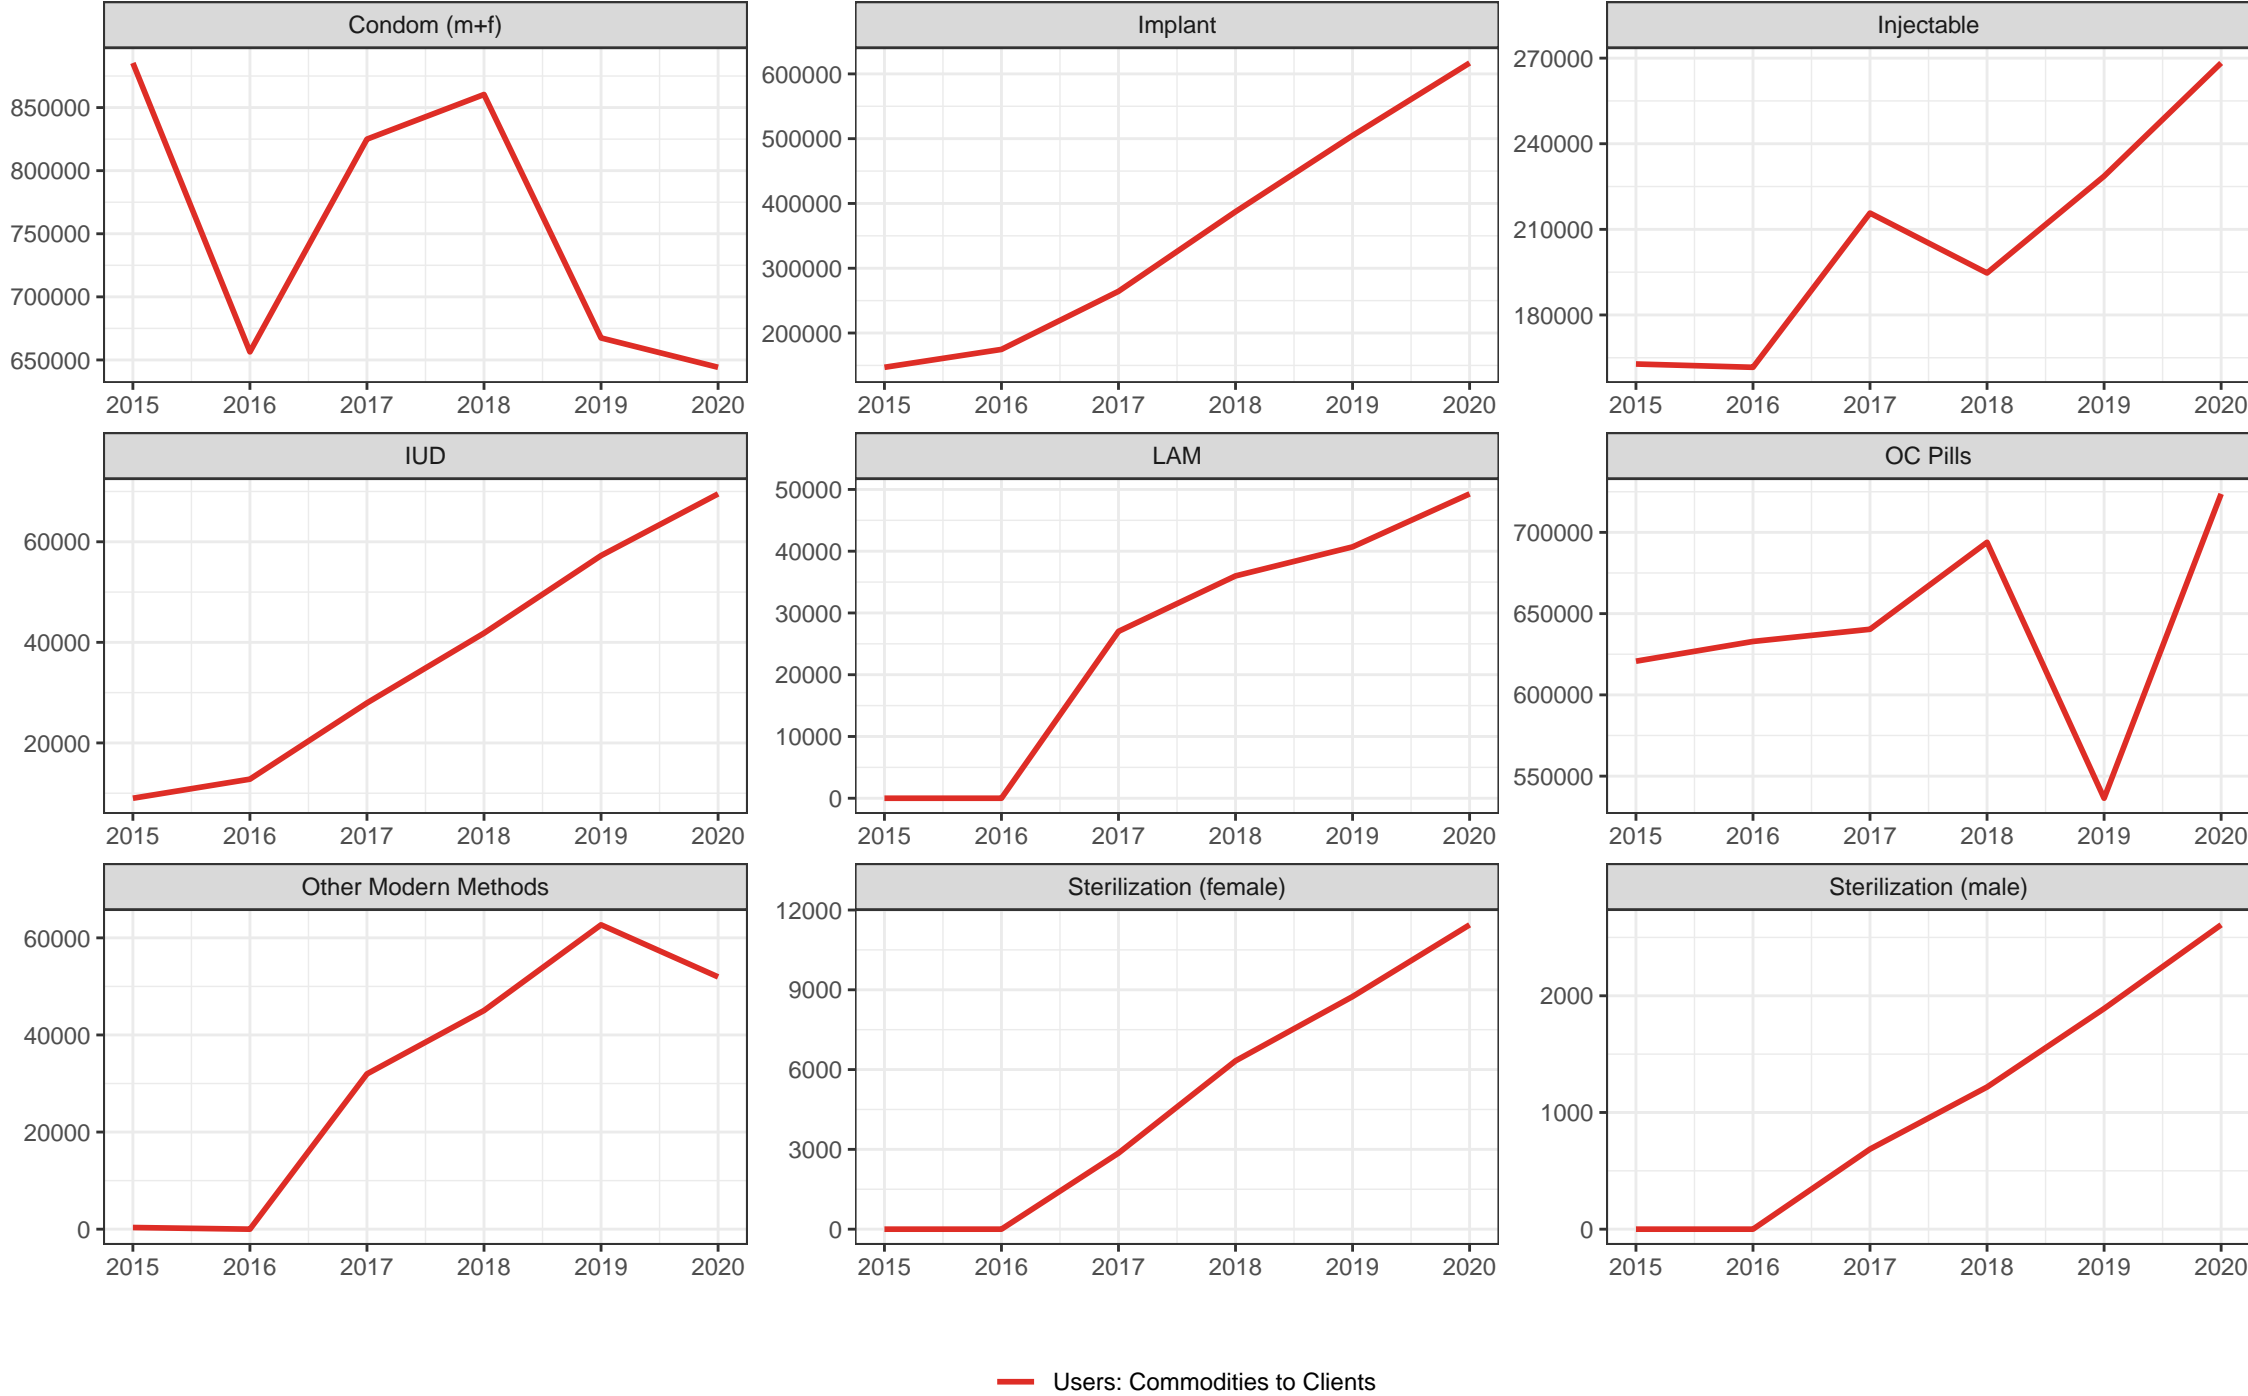 Condom (m+f)
850000
800000
750000
700000
650000
2015 2016 2017 2018 2019 2020
Implant
600000
500000
400000
300000
200000
2015 2016 2017 2018 2019 2020
Injectable
270000
240000
210000
180000
2015 2016 2017 2018 2019 2020
IUD
60000
40000
20000
2015 2016 2017 2018 2019 2020
LAM
50000
40000
30000
20000
10000
0
2015 2016 2017 2018 2019 2020
OC Pills
700000
650000
600000
550000
2015 2016 2017 2018 2019 2020
Other Modern Methods
60000
40000
20000
0
2015 2016 2017 2018 2019 2020
Sterilization (female)
12000
9000
6000
3000
0
2015 2016 2017 2018 2019 2020
Sterilization (male)
2000
1000
0
2015 2016 2017 2018 2019 2020
Users: Commodities to Clients